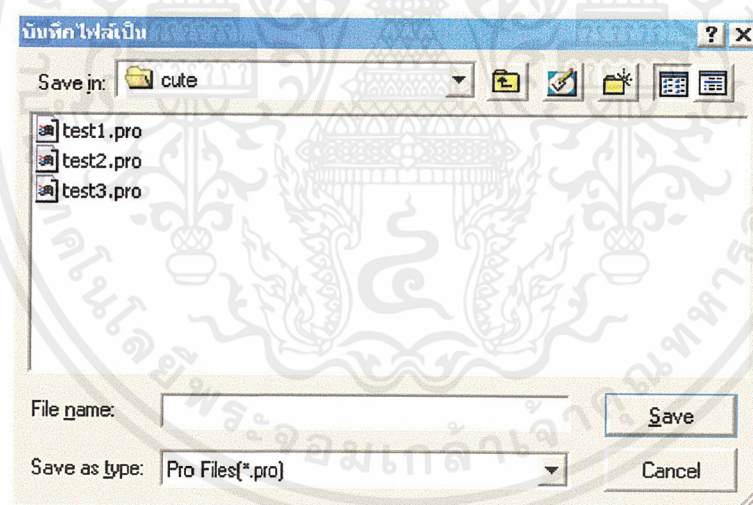 บันทึกไฟล์เป็น
Save in: cute
test1.pro
test2.pro
test3.pro
File name:
Save
Save as type: Pro Files(*.pro)
Cancel